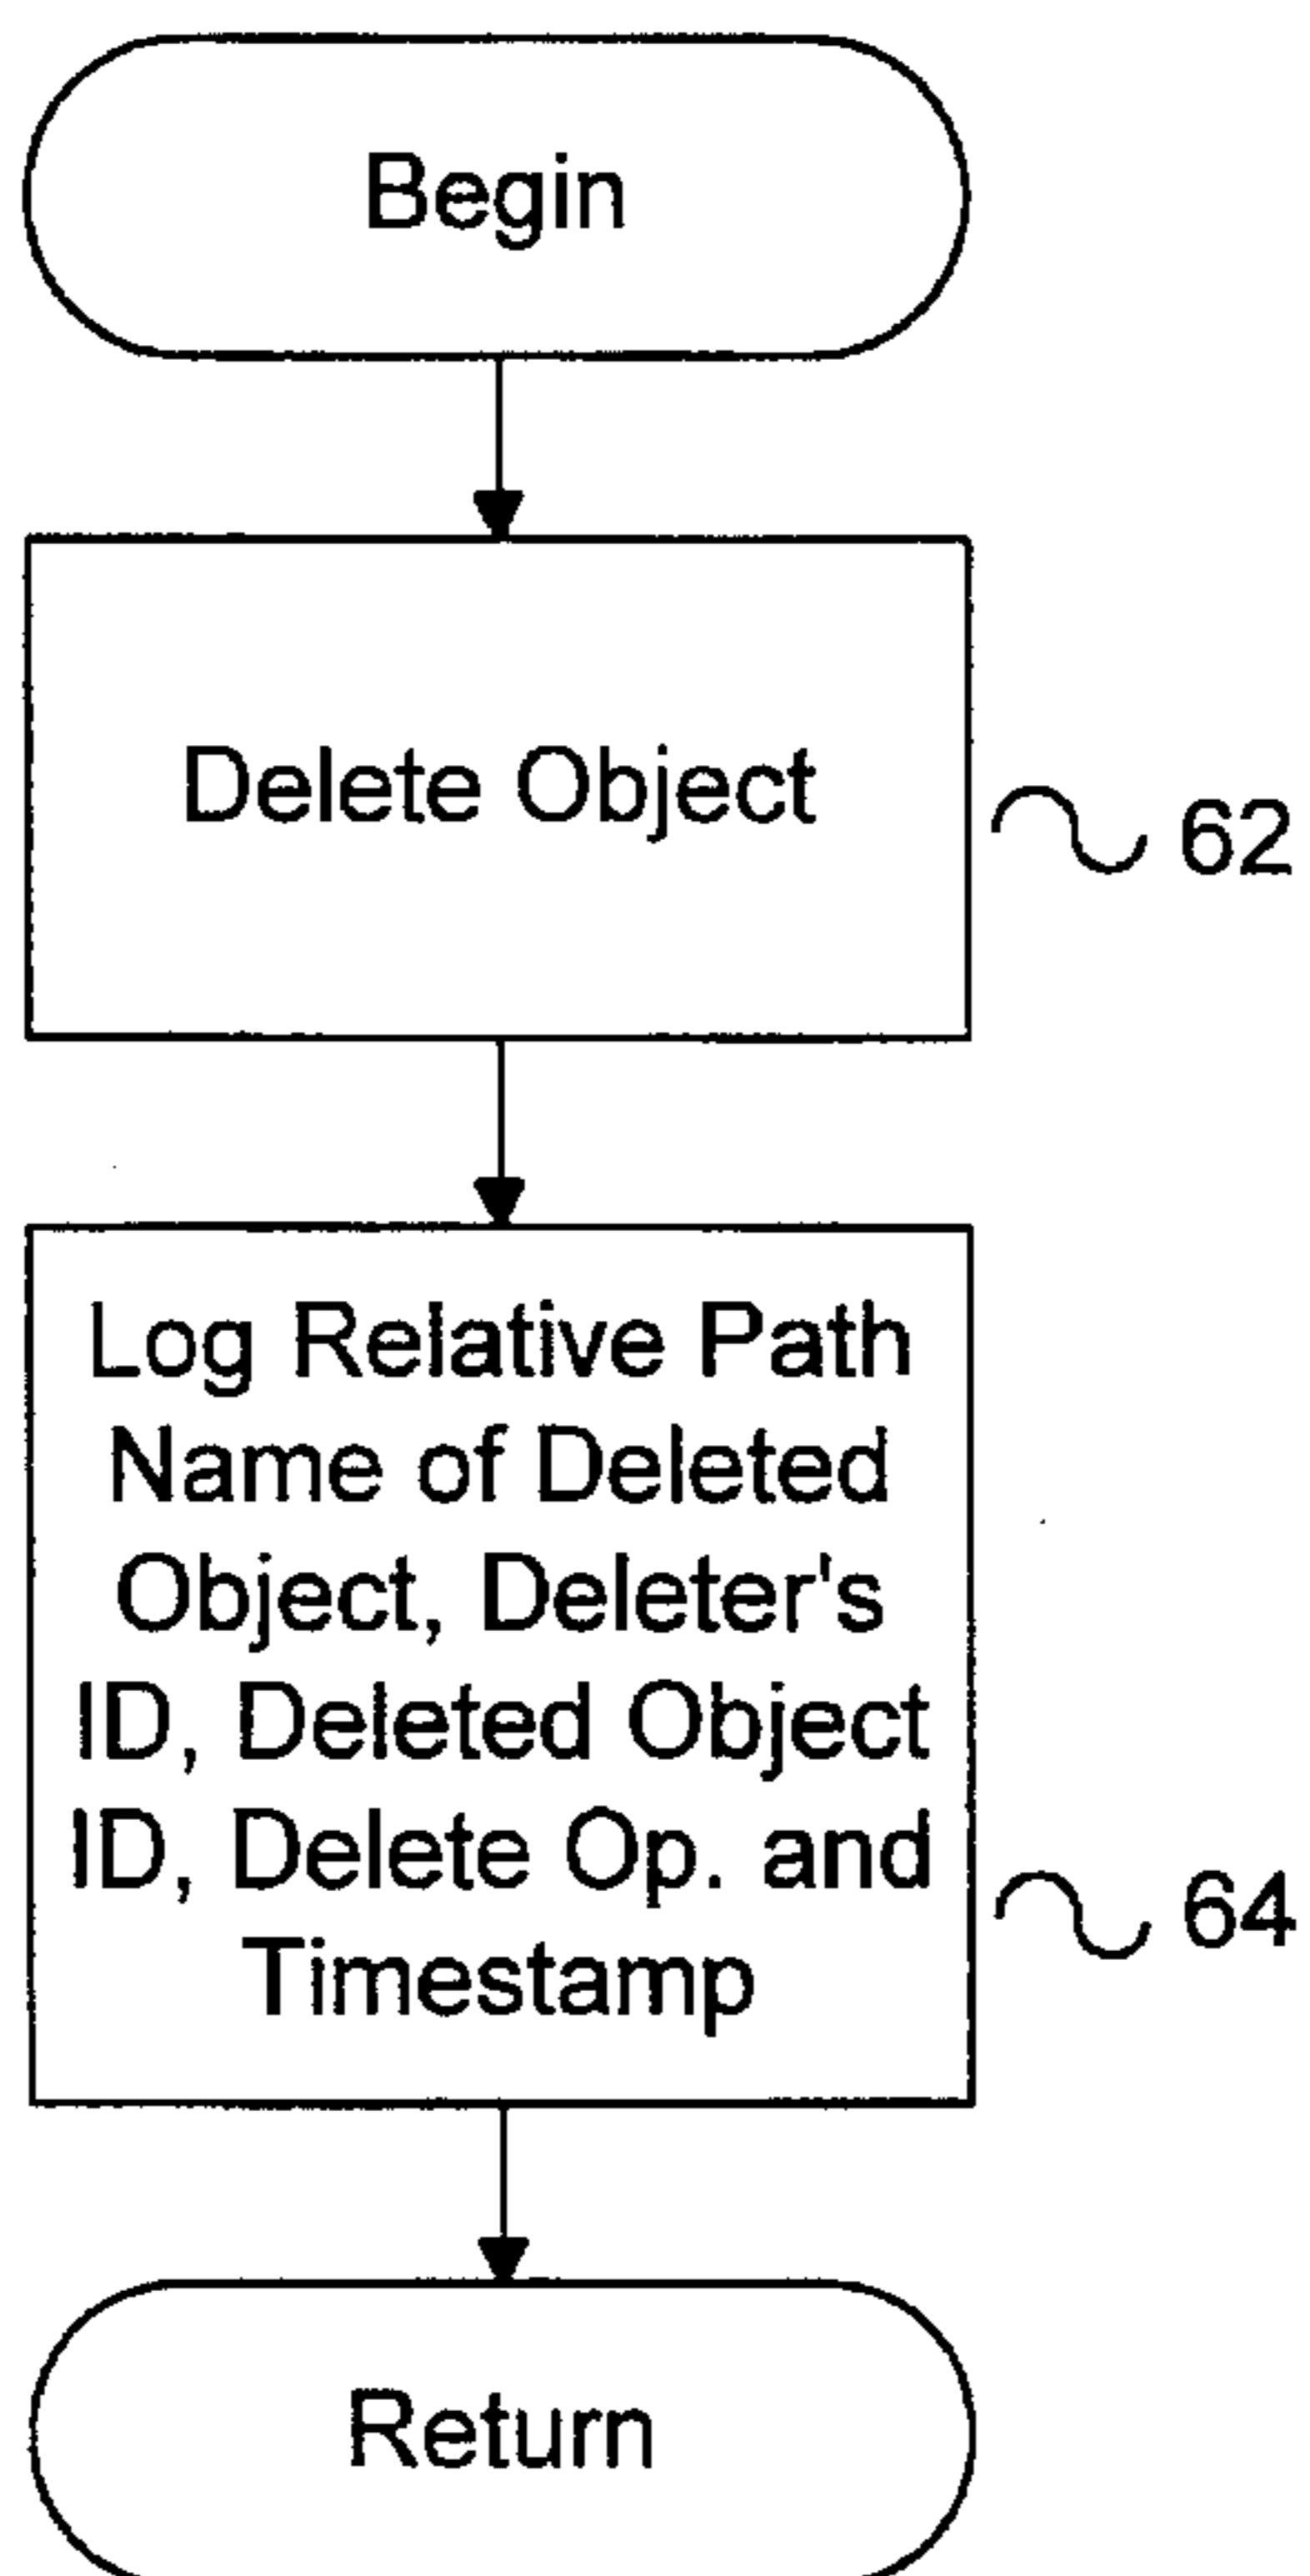 Begin
Delete Object
62
Log Relative Path
Name of Deleted
Object, Deleter's
ID, Deleted Object
ID, Delete Op. and
Timestamp
64
Return